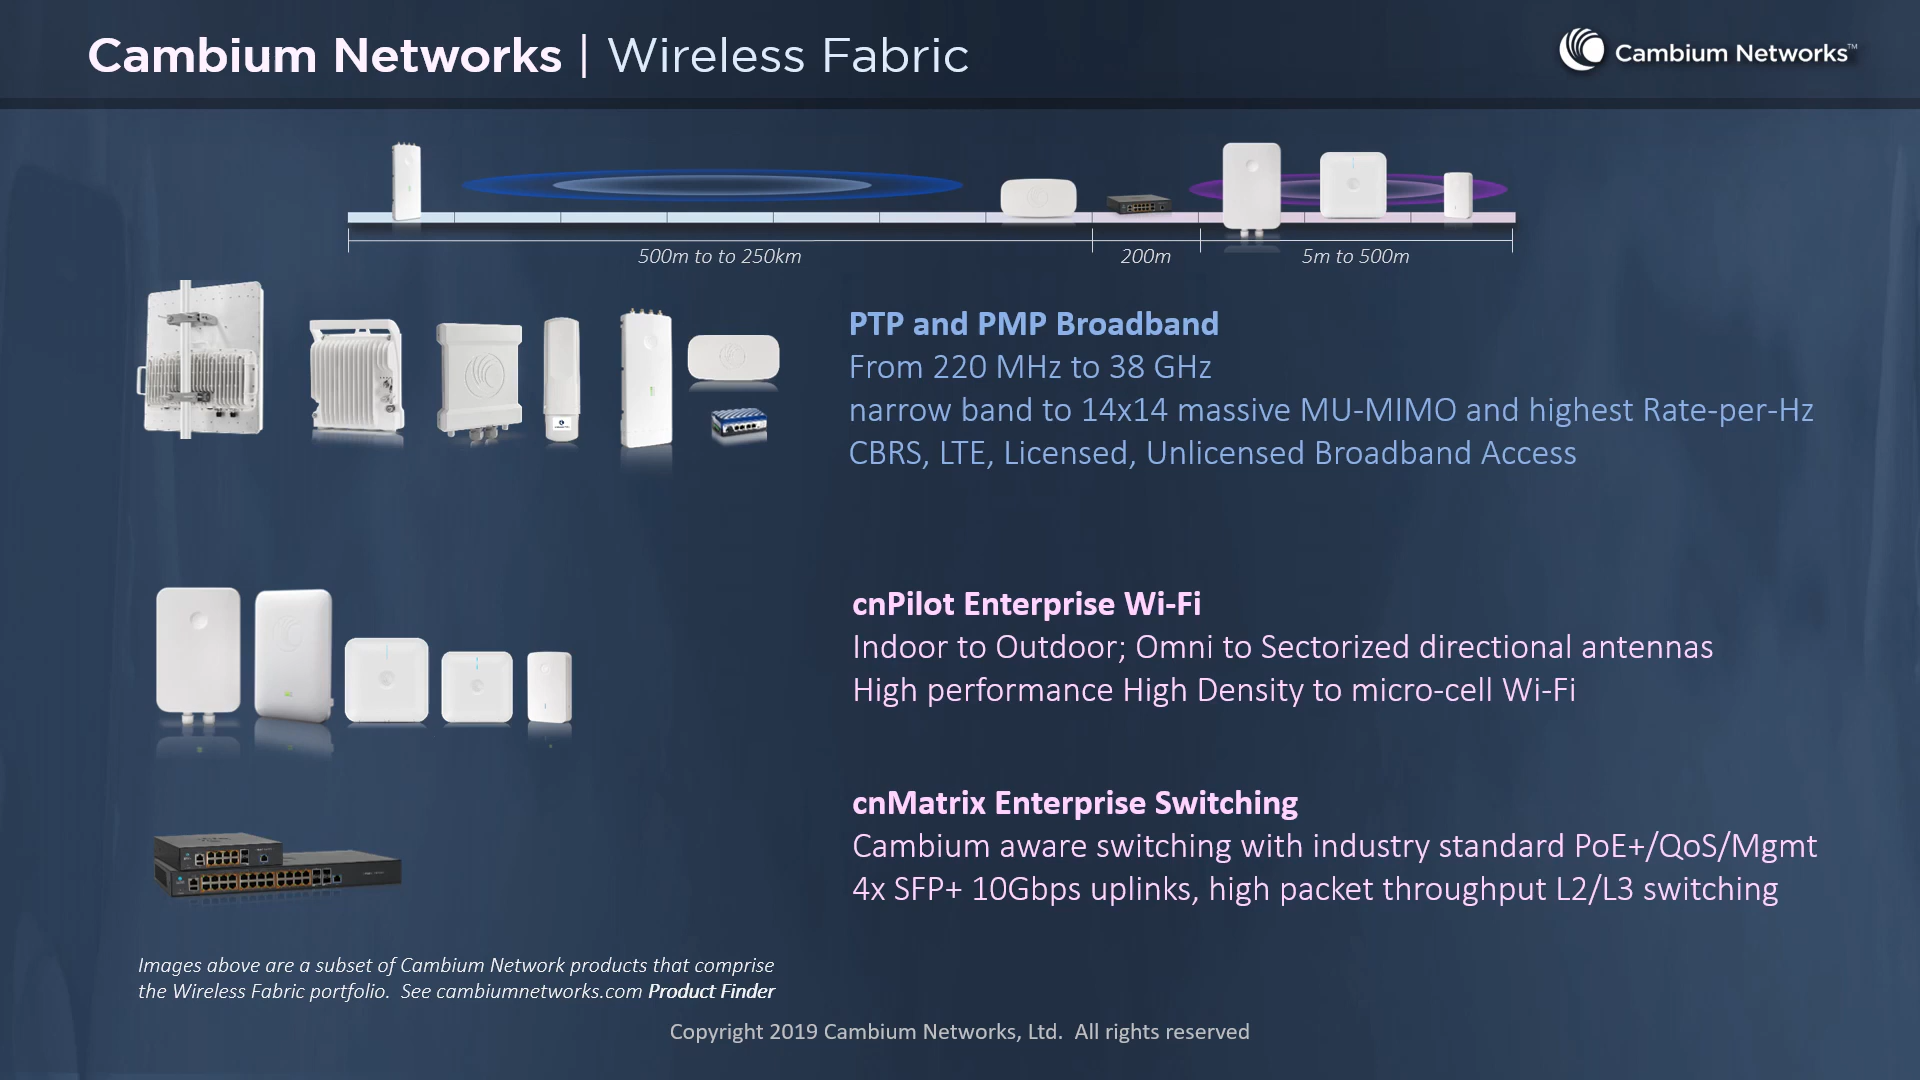 Cambium Networks | Wireless Fabric
Cambium Networks™
500m to to 250km
200m
5m to 500m
PTP and PMP Broadband
From 220 MHz to 38 GHz
narrow band to 14x14 massive MU-MIMO and highest Rate-per-Hz
CBRS, LTE, Licensed, Unlicensed Broadband Access
cnPilot Enterprise Wi-Fi
Indoor to Outdoor; Omni to Sectorized directional antennas
High performance High Density to micro-cell Wi-Fi
cnMatrix Enterprise Switching
Cambium aware switching with industry standard PoE+/QoS/Mgmt
4x SFP+ 10Gbps uplinks, high packet throughput L2/L3 switching
Images above are a subset of Cambium Network products that comprise
the Wireless Fabric portfolio.  See cambiumnetworks.com Product Finder
Copyright 2019 Cambium Networks, Ltd.  All rights reserved